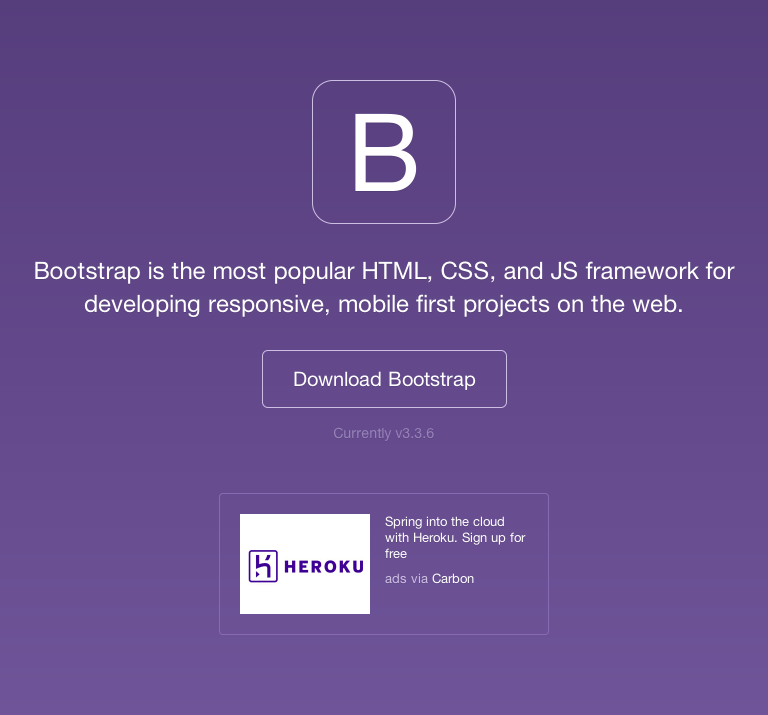 B
Bootstrap is the most popular HTML, CSS, and JS framework for
developing responsive, mobile first projects on the web.
Download Bootstrap
Currently v3.3.6
HEROKU
Spring into the cloud
with Heroku. Sign up for
free
ads via Carbon